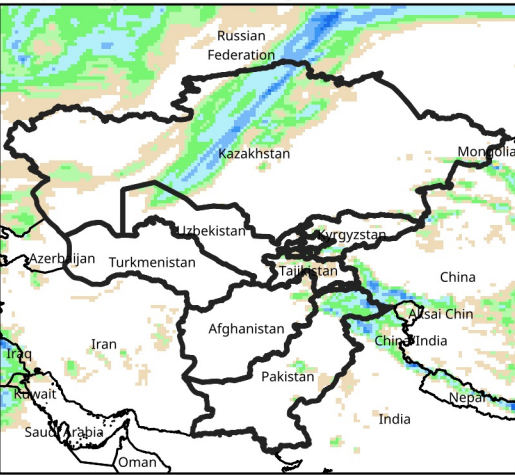 Russian
Federation
Kazakhstan
Mongolia
Uzbekistan
Kyrgyzstan
Azerbaijan
Turkmenistan
Tajikistan
China
Afghanistan
Aksai Chin
Iran
China/India
Iraq
Pakistan
Kuwait
Nepal
India
Saudi Arabia
Oman